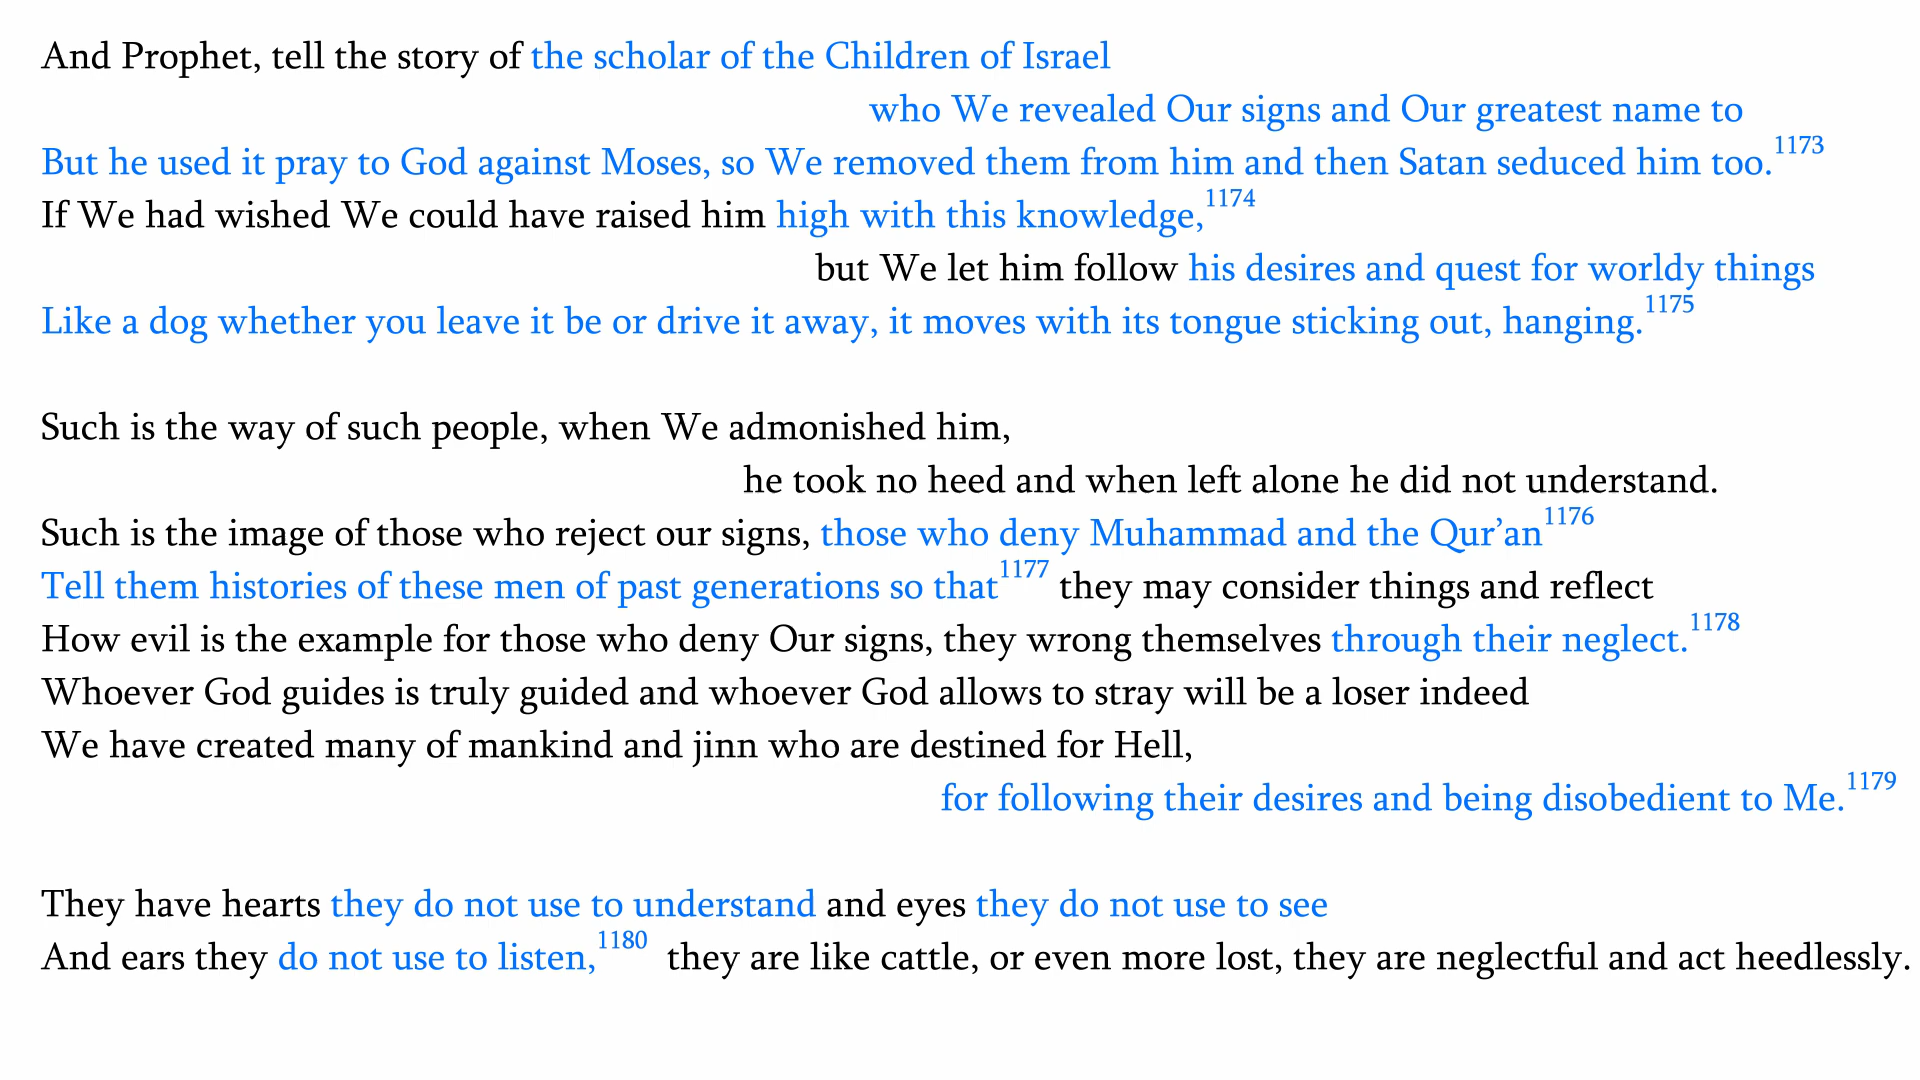 And Prophet, tell the story of the scholar of the Children of Israel
who We revealed Our signs and Our greatest name to
But he used it pray to God against Moses, so We removed them from him and then Satan seduced him too.1173
If We had wished We could have raised him high with this knowledge,1174
but We let him follow his desires and quest for worldy things
Like a dog whether you leave it be or drive it away, it moves with its tongue sticking out, hanging.1175
Such is the way of such people, when We admonished him,
he took no heed and when left alone he did not understand.
Such is the image of those who reject our signs, those who deny Muhammad and the Qur’an1176
Tell them histories of these men of past generations so that1177 they may consider things and reflect
How evil is the example for those who deny Our signs, they wrong themselves through their neglect.1178
Whoever God guides is truly guided and whoever God allows to stray will be a loser indeed
We have created many of mankind and jinn who are destined for Hell,
for following their desires and being disobedient to Me.1179
They have hearts they do not use to understand and eyes they do not use to see
And ears they do not use to listen,1180 they are like cattle, or even more lost, they are neglectful and act heedlessly.